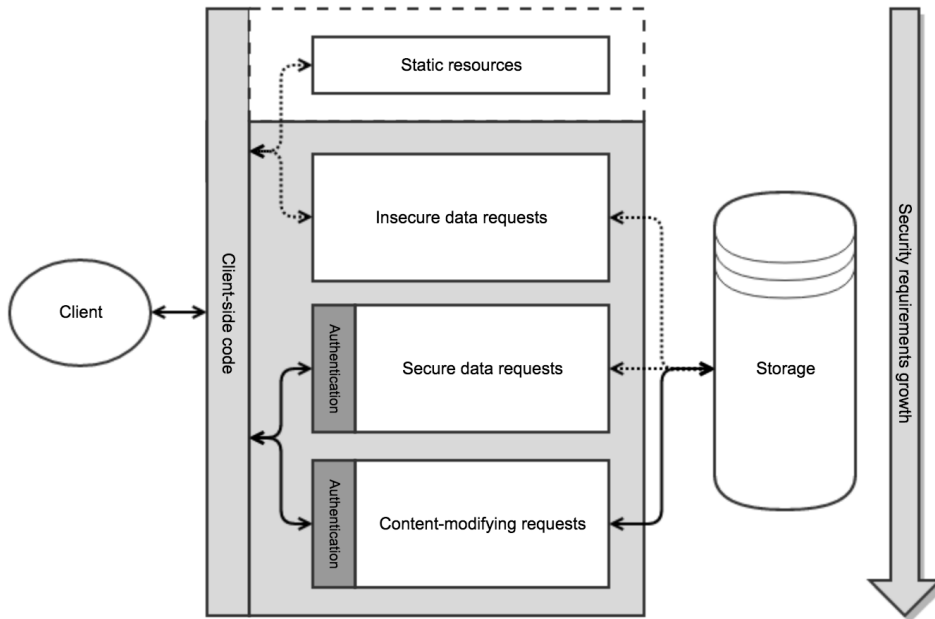 Static resources
Insecure data requests
Client
Client-side code
Authentication
Secure data requests
Storage
Security requirements growth
Authentication
Content-modifying requests